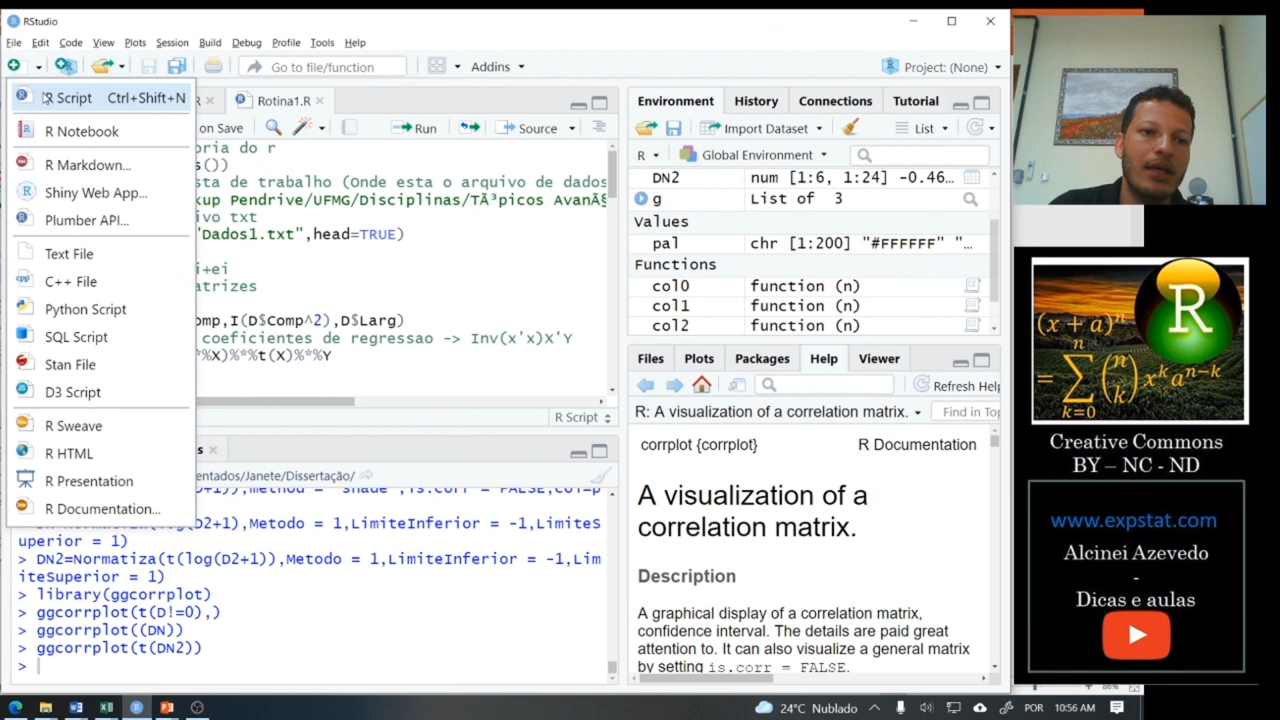 RStudio
File Edit Code View Plots Session Build Debug Profile Tools Help
Go to file/function Addins Project: (None)
Script Ctrl+Shift+N
R Notebook
R Markdown...
Shiny Web App...
Plumber API...
Text File
C++ File
Python Script
SQL Script
Stan File
D3 Script
R Sweave
R HTML
R Presentation
R Documentation...
R Rotina1.R
on Save Run Source
oria do r
s())
sta de trabalho (Onde esta o arquivo de dados
kup Pendrive/UFMG/Disciplinas/TÃ³picos AvanÃ§
ivo txt
"Dados1.txt",head=TRUE)
i+ei
atrizes
omp,I(D$Comp^2),D$Larg)
coeficientes de regressao -> Inv(x'x)X'Y
*%X)%*%t(X)%*%Y
R Script
s
entados/Janete/Dissertação/
uperior = 1)
> DN2=Normatiza(t(log(D2+1)),Metodo = 1,LimiteInferior = -1,Lim
iteSuperior = 1)
> library(ggcorrplot)
> ggcorrplot(t(D!=0),)
> ggcorrplot((DN))
> ggcorrplot(t(DN2))
>
Environment History Connections Tutorial
Import Dataset List
R Global Environment
DN2 num [1:6, 1:24] -0.46…
g List of 3
Values
pal chr [1:200] "#FFFFFF" "…
Functions
col0 function (n)
col1 function (n)
col2 function (n)
Files Plots Packages Help Viewer
Refresh Help
R: A visualization of a correlation matrix. Find in Top
corrplot {corrplot} R Documentation
A visualization of a
correlation matrix.
Description
A graphical display of a correlation matrix,
confidence interval. The details are paid great
attention to. It can also visualize a general matrix
by setting is.corr = FALSE.
R
(x + a)^n
= ∑ n k=0 (n k) x^k a^{n−k}
Creative Commons
BY – NC - ND
www.expstat.com
Alcinei Azevedo
-
Dicas e aulas
86%
24°C Nublado POR 10:56 AM